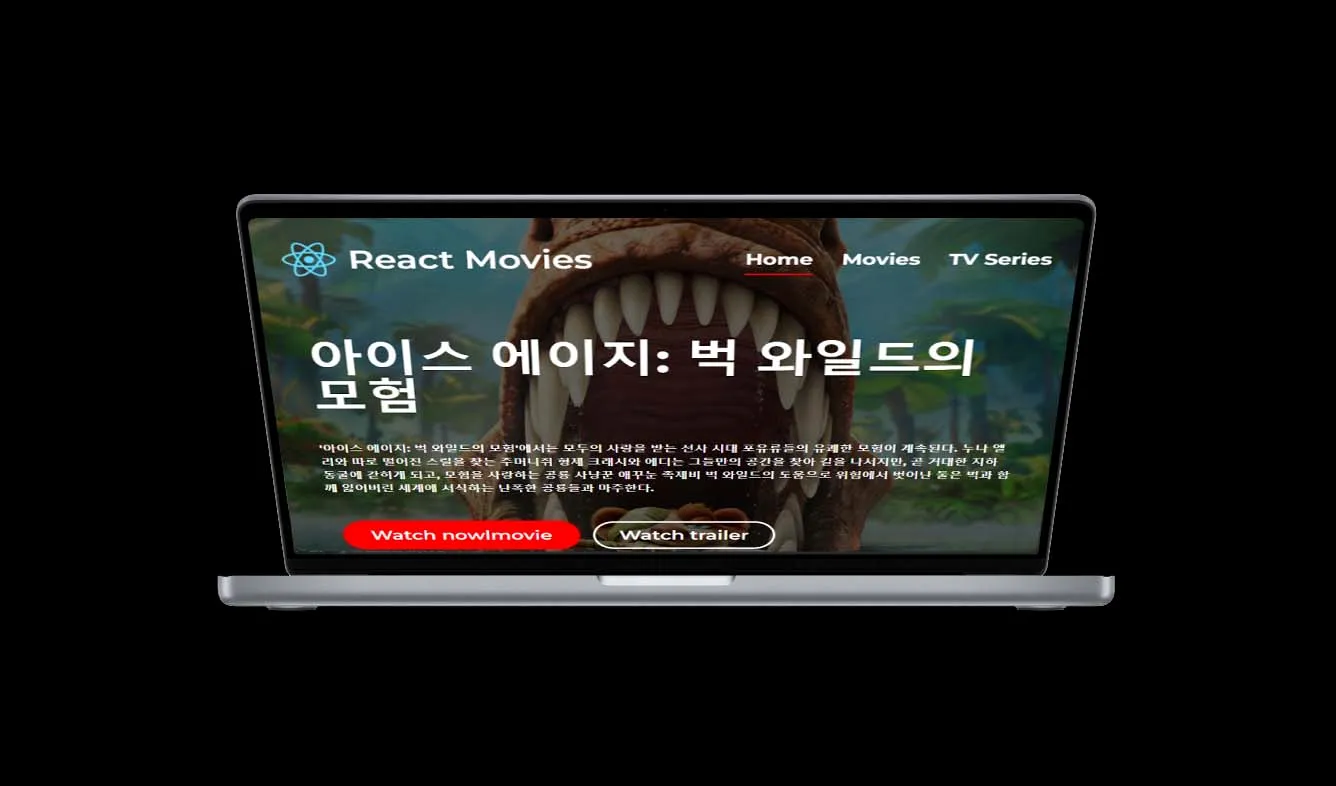 React Movies
Home Movies TV Series
아이스 에이지: 벅 와일드의
모험
'아이스 에이지: 벅 와일드의 모험'에서는 모두의 사랑을 받는 선사 시대 포유류들의 유쾌한 모험이 계속된다. 누나 엘
리와 따로 떨어진 스릴을 찾는 주머니쥐 형제 크래시와 에디는 그들만의 공간을 찾아 길을 나서지만, 곧 거대한 지하
동굴에 갇히게 되고, 모험을 사랑하는 공룡 사냥꾼 애꾸눈 족제비 벅 와일드의 도움으로 위험에서 벗어난 둘은 벅과 함
께 잃어버린 세계에 서식하는 난폭한 공룡들과 마주한다.
Watch now|movie
Watch trailer